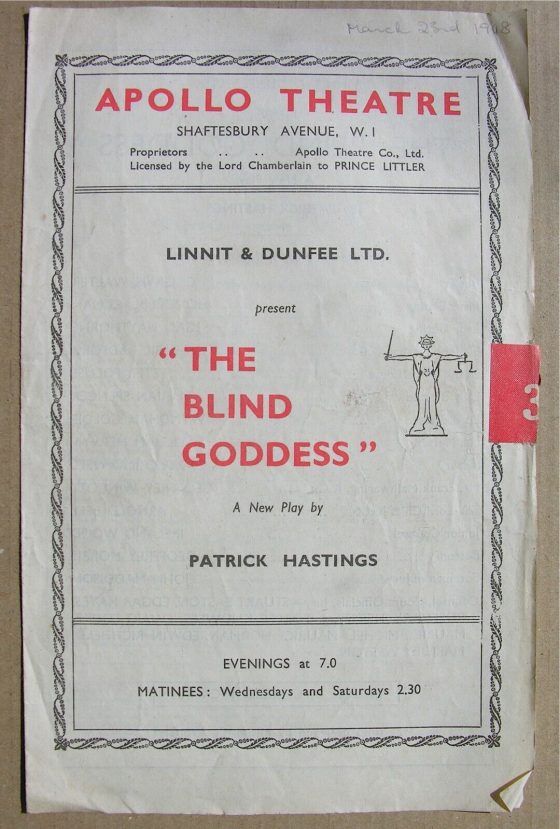 March 23rd 1948
APOLLO THEATRE
SHAFTESBURY AVENUE, W.1
Proprietors .. .. Apollo Theatre Co., Ltd.
Licensed by the Lord Chamberlain to PRINCE LITTLER
LINNIT & DUNFEE LTD.
present
" THE
BLIND
GODDESS "
3
A New Play by
PATRICK HASTINGS
EVENINGS at 7.0
MATINEES : Wednesdays and Saturdays 2.30